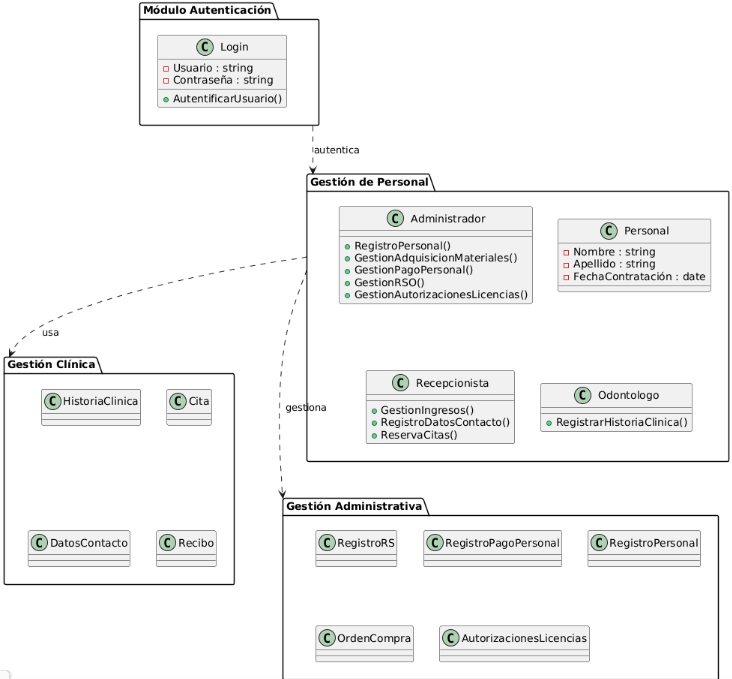 Módulo Autenticación
C Login
Usuario : string
Contraseña : string
AutentificarUsuario()
autentica
Gestión de Personal
C Administrador
RegistroPersonal()
GestionAdquisicionMateriales()
GestionPagoPersonal()
GestionRSO()
GestionAutorizacionesLicencias()
C Personal
Nombre : string
Apellido : string
FechaContratación : date
C Recepcionista
GestionIngresos()
RegistroDatosContacto()
ReservaCitas()
C Odontologo
RegistrarHistoriaClinica()
usa
gestiona
Gestión Clínica
C HistoriaClinica
C Cita
C DatosContacto
C Recibo
Gestión Administrativa
C RegistroRS
C RegistroPagoPersonal
C RegistroPersonal
C OrdenCompra
C AutorizacionesLicencias